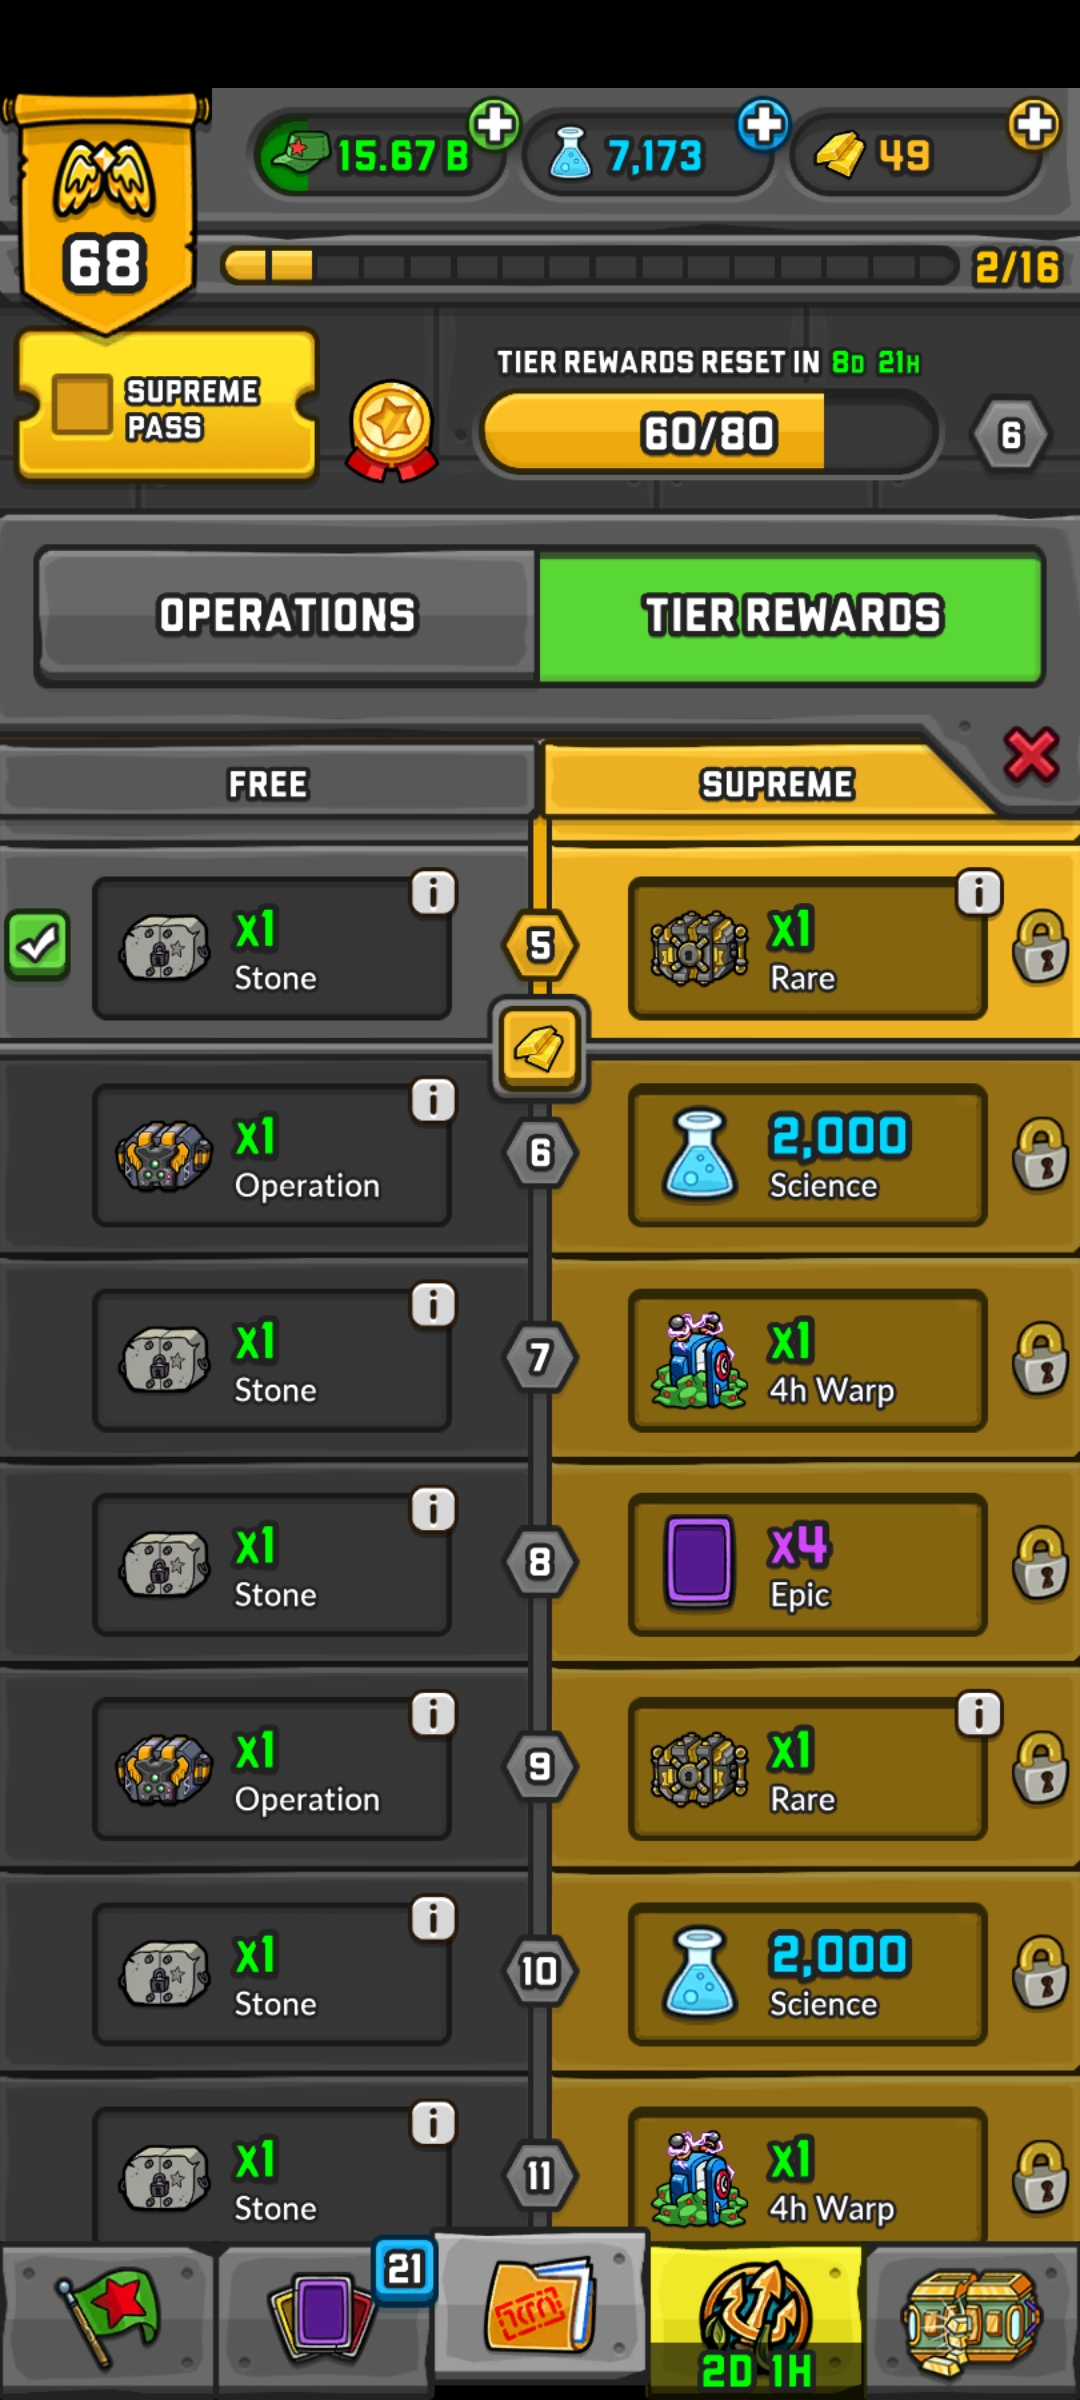 15.67 B
7,173
49
68
2/16
SUPREME
PASS
TIER REWARDS RESET IN 8D 21H
60/80
6
OPERATIONS
TIER REWARDS
FREE
SUPREME
x1
Stone
5
x1
Rare
x1
Operation
6
2,000
Science
x1
Stone
7
x1
4h Warp
x1
Stone
8
x4
Epic
x1
Operation
9
x1
Rare
x1
Stone
10
2,000
Science
x1
Stone
11
x1
4h Warp
21
2D 1H